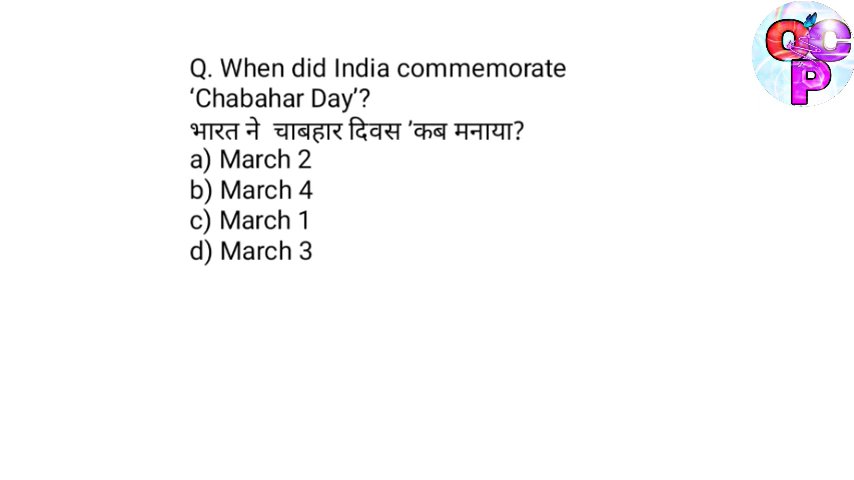 Q. When did India commemorate
‘Chabahar Day’?
भारत ने  चाबहार दिवस ’कब मनाया?
a) March 2
b) March 4
c) March 1
d) March 3
QC
P